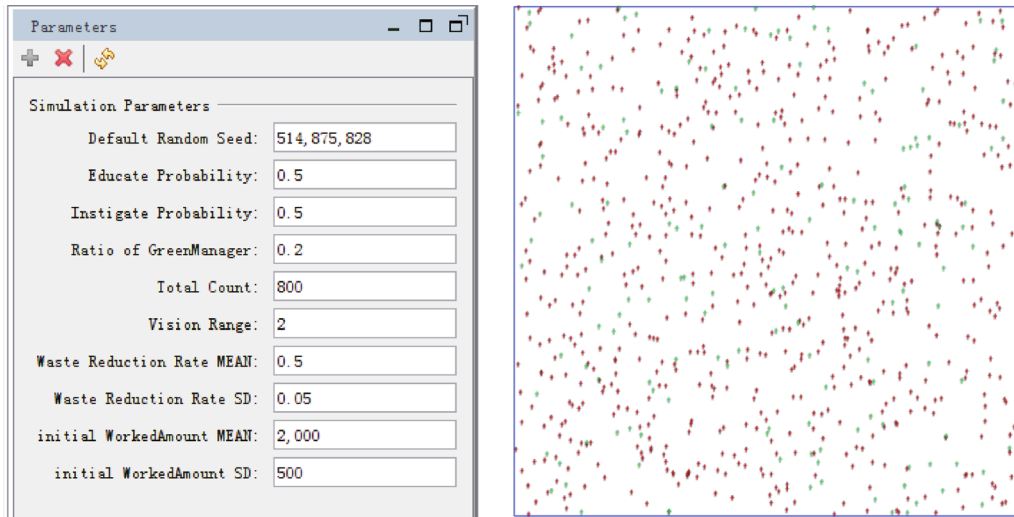 Parameters
Simulation Parameters
Default Random Seed: 514,875,828
Educate Probability: 0.5
Instigate Probability: 0.5
Ratio of GreenManager: 0.2
Total Count: 800
Vision Range: 2
Waste Reduction Rate MEAN: 0.5
Waste Reduction Rate SD: 0.05
initial WorkedAmount MEAN: 2,000
initial WorkedAmount SD: 500